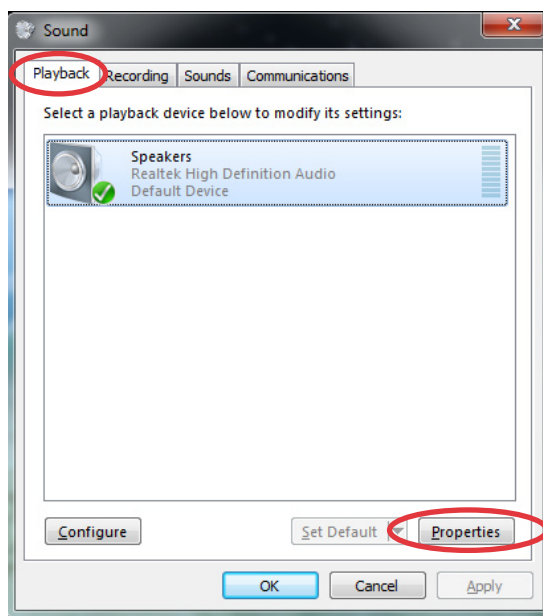 Sound
Playback Recording Sounds Communications
Select a playback device below to modify its settings:
Speakers
Realtek High Definition Audio
Default Device
Configure Set Default Properties
OK Cancel Apply